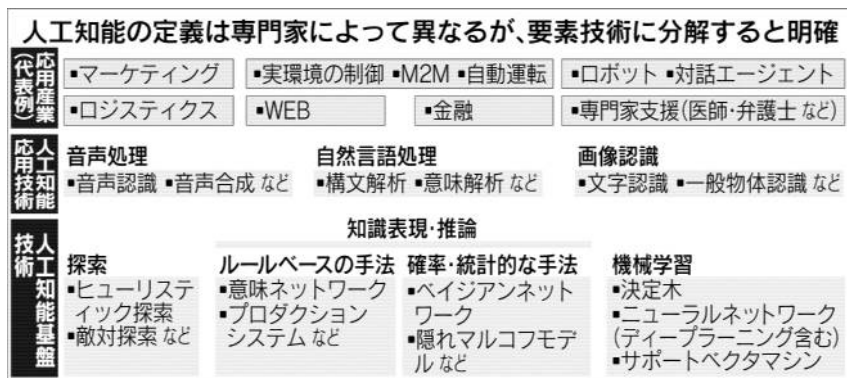 人工知能の定義は専門家によって異なるが、要素技術に分解すると明確
応用産業(代表例)
▪マーケティング
▪実環境の制御 ▪M2M ▪自動運転
▪ロボット ▪対話エージェント
▪ロジスティクス
▪WEB
▪金融
▪専門家支援(医師・弁護士 など)
人工知能応用技術
音声処理
▪音声認識 ▪音声合成 など
自然言語処理
▪構文解析 ▪意味解析 など
画像認識
▪文字認識 ▪一般物体認識 など
人工知能基盤技術
探索
▪ヒューリステ
ィック探索
▪敵対探索 など
知識表現・推論
ルールベースの手法
▪意味ネットワーク
▪プロダクション
システム など
確率・統計的な手法
▪ベイジアンネット
ワーク
▪隠れマルコフモデ
ル など
機械学習
▪決定木
▪ニューラルネットワーク
(ディープラーニング含む)
▪サポートベクタマシン